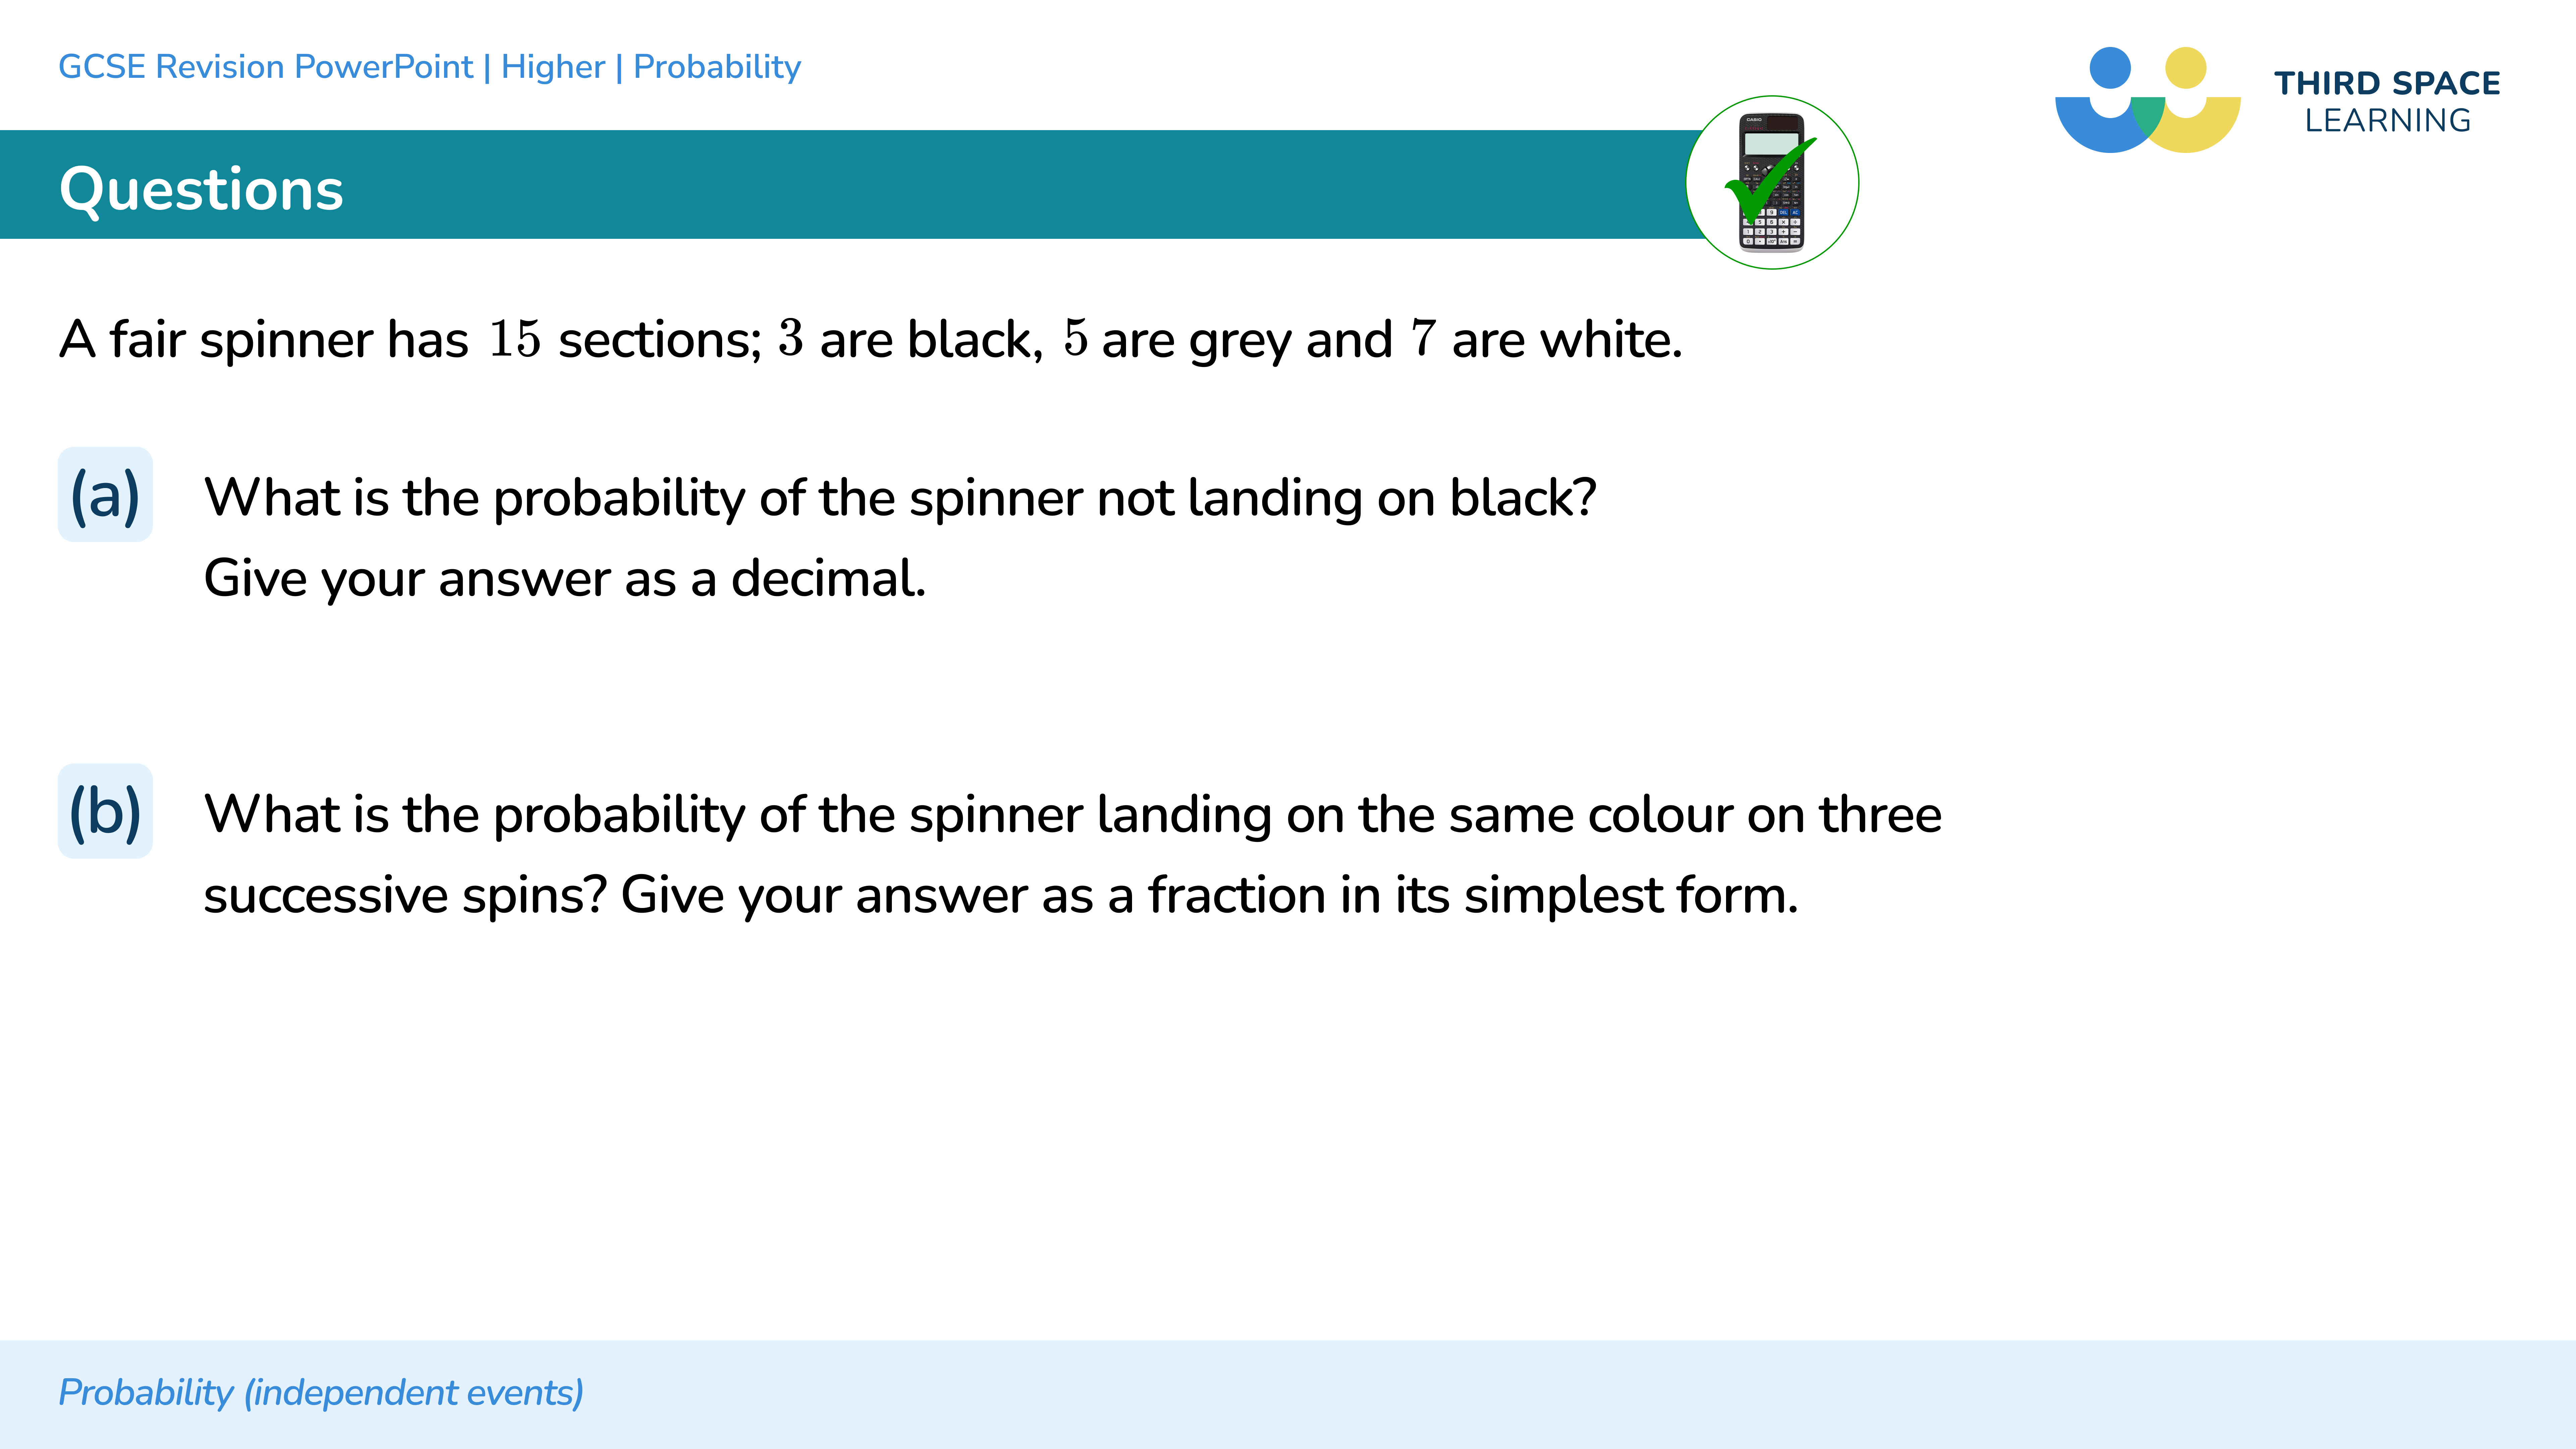 GCSE Revision PowerPoint | Higher | Probability
THIRD SPACE
LEARNING
Questions
A fair spinner has 15 sections; 3 are black, 5 are grey and 7 are white.
(a) What is the probability of the spinner not landing on black?
Give your answer as a decimal.
(b) What is the probability of the spinner landing on the same colour on three
successive spins? Give your answer as a fraction in its simplest form.
Probability (independent events)